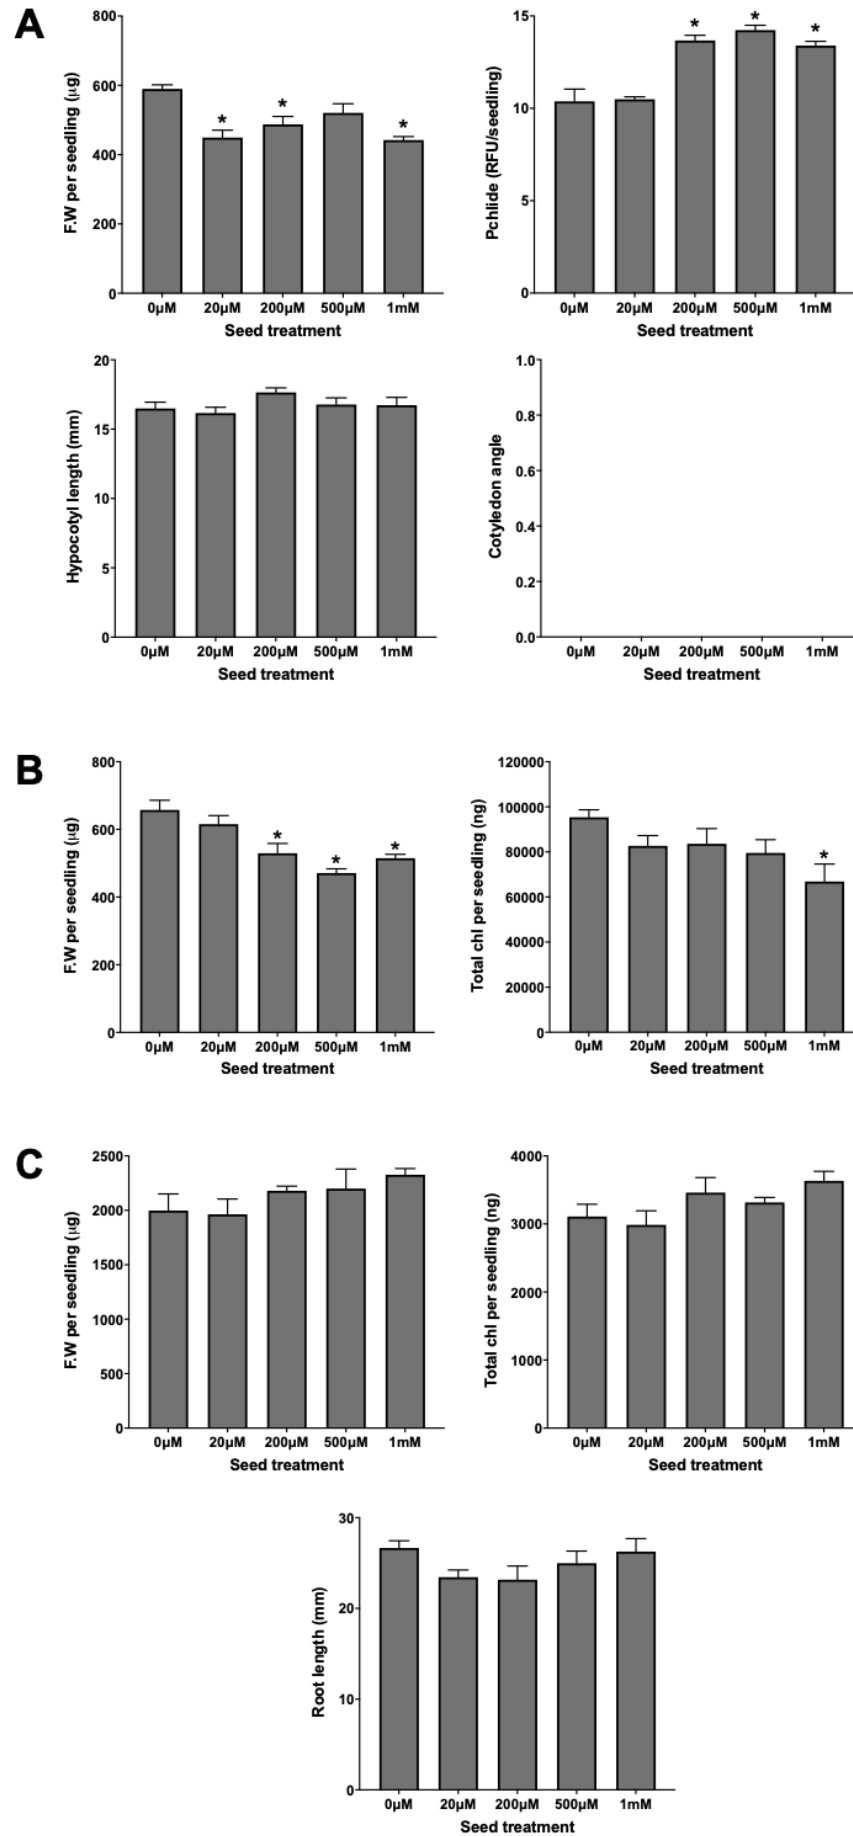 A
F.W per seedling (µg)
800
600
400
200
0
* * *
0µM 20µM 200µM 500µM 1mM
Seed treatment
Pchlide (RFU/seedling)
15
10
5
0
* * *
0µM 20µM 200µM 500µM 1mM
Seed treatment
Hypocotyl length (mm)
20
15
10
5
0
0µM 20µM 200µM 500µM 1mM
Seed treatment
Cotyledon angle
1.0
0.8
0.6
0.4
0.2
0.0
0µM 20µM 200µM 500µM 1mM
Seed treatment
B
F.W per seedling (µg)
800
600
400
200
0
* * *
0µM 20µM 200µM 500µM 1mM
Seed treatment
Total chl per seedling (ng)
120000
100000
80000
60000
40000
20000
0
*
0µM 20µM 200µM 500µM 1mM
Seed treatment
C
F.W per seedling (µg)
2500
2000
1500
1000
500
0
0µM 20µM 200µM 500µM 1mM
Seed treatment
Total chl per seedling (ng)
4000
3000
2000
1000
0
0µM 20µM 200µM 500µM 1mM
Seed treatment
Root length (mm)
30
20
10
0
0µM 20µM 200µM 500µM 1mM
Seed treatment